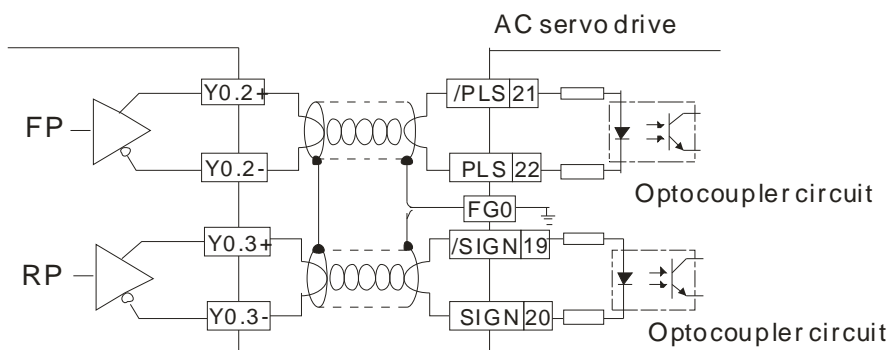 AC servo drive
Y0.2+
/PLS 21
FP
Y0.2-
PLS 22
Optocoupler circuit
FG0
Y0.3+
/SIGN 19
RP
Y0.3-
SIGN 20
Optocoupler circuit